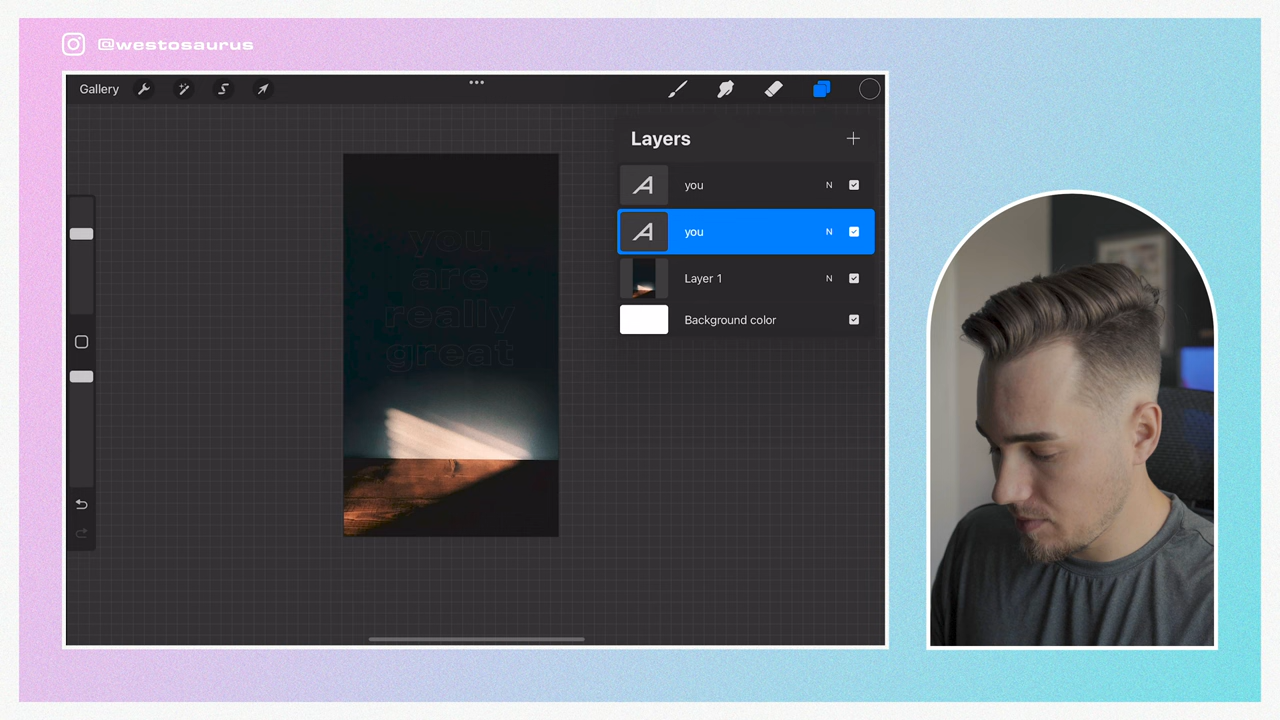 @westosaurus
Gallery
Layers
you
N
you
N
Layer 1
N
Background color
you
are
really
great